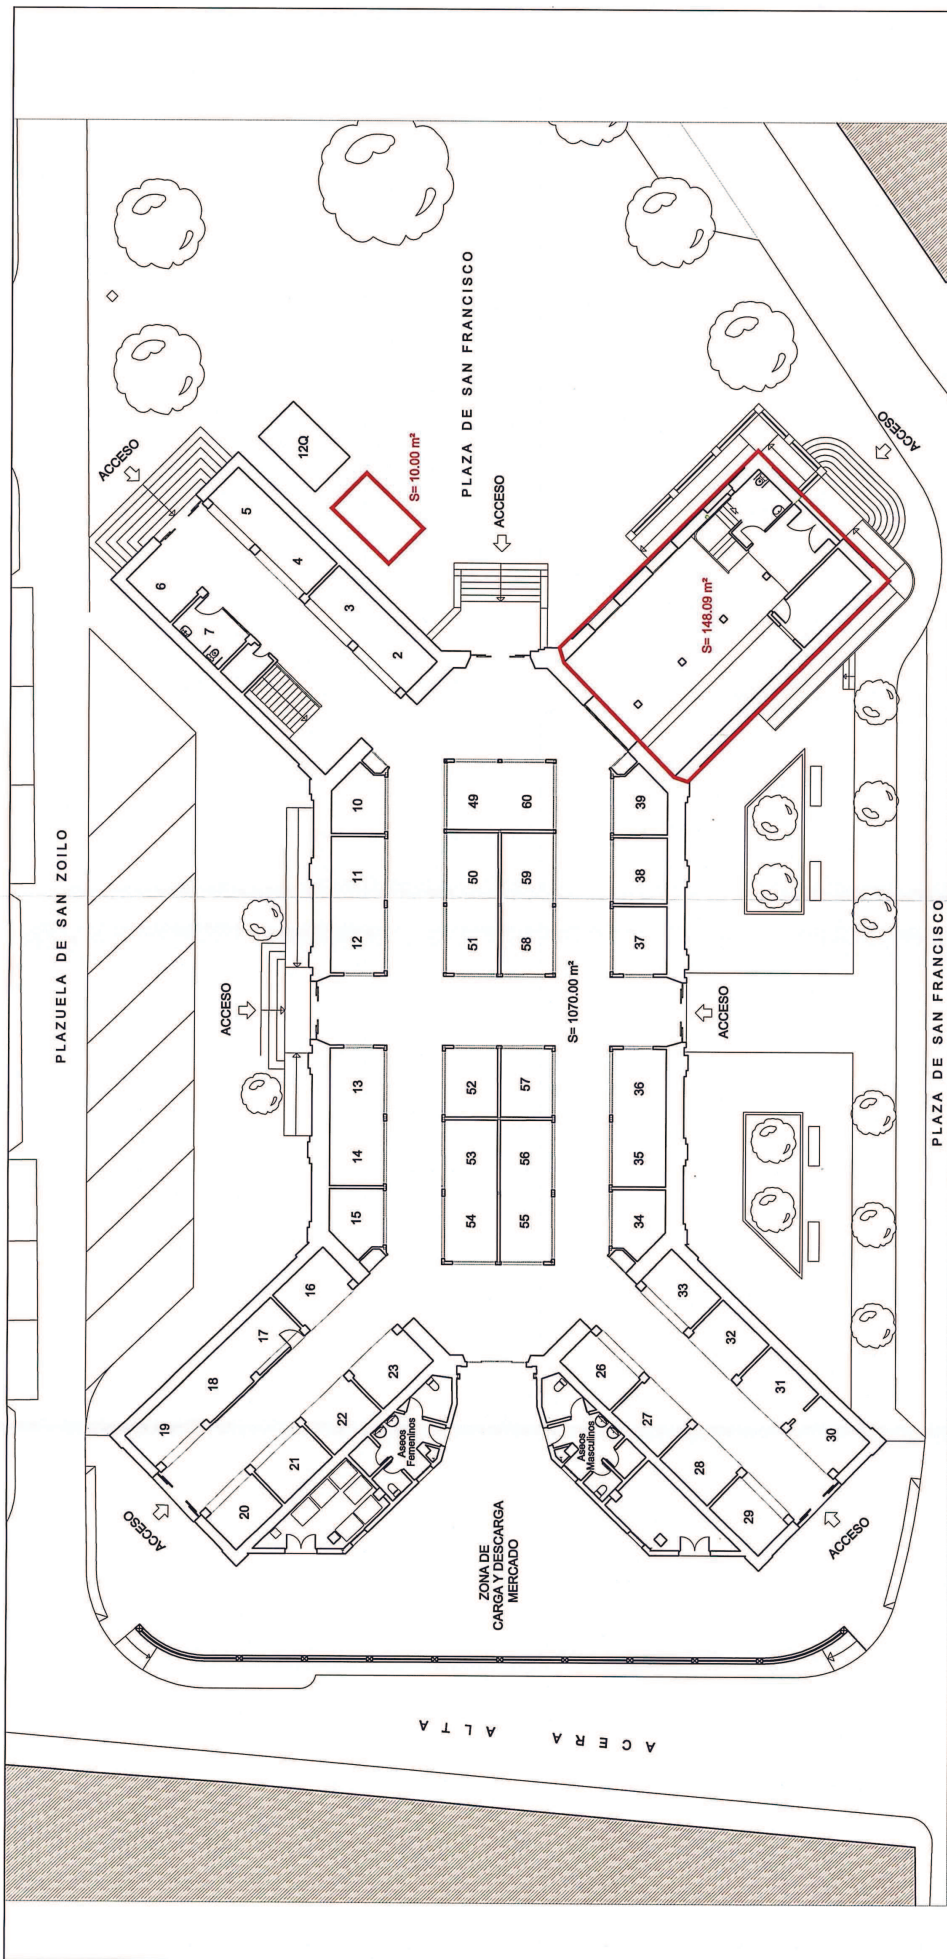 PLAZUELA DE SAN ZOILO
ACCESO
12Q
S= 10.00 m²
PLAZA DE SAN FRANCISCO
ACCESO
ACCESO
S= 148.09 m²
5
4
3
2
6
7
10
11
12
ACCESO
13
14
15
49
60
50
59
51
58
52
57
53
56
54
55
S= 1070.00 m²
39
38
37
ACCESO
36
35
34
PLAZA DE SAN FRANCISCO
16
17
18
19
20
21
22
23
Aseos
Femeninos
ACCESO
26
27
28
29
30
31
32
33
Aseos
Masculinos
ACCESO
ZONA DE
CARGA Y DESCARGA
MERCADO
ACERA ALTA